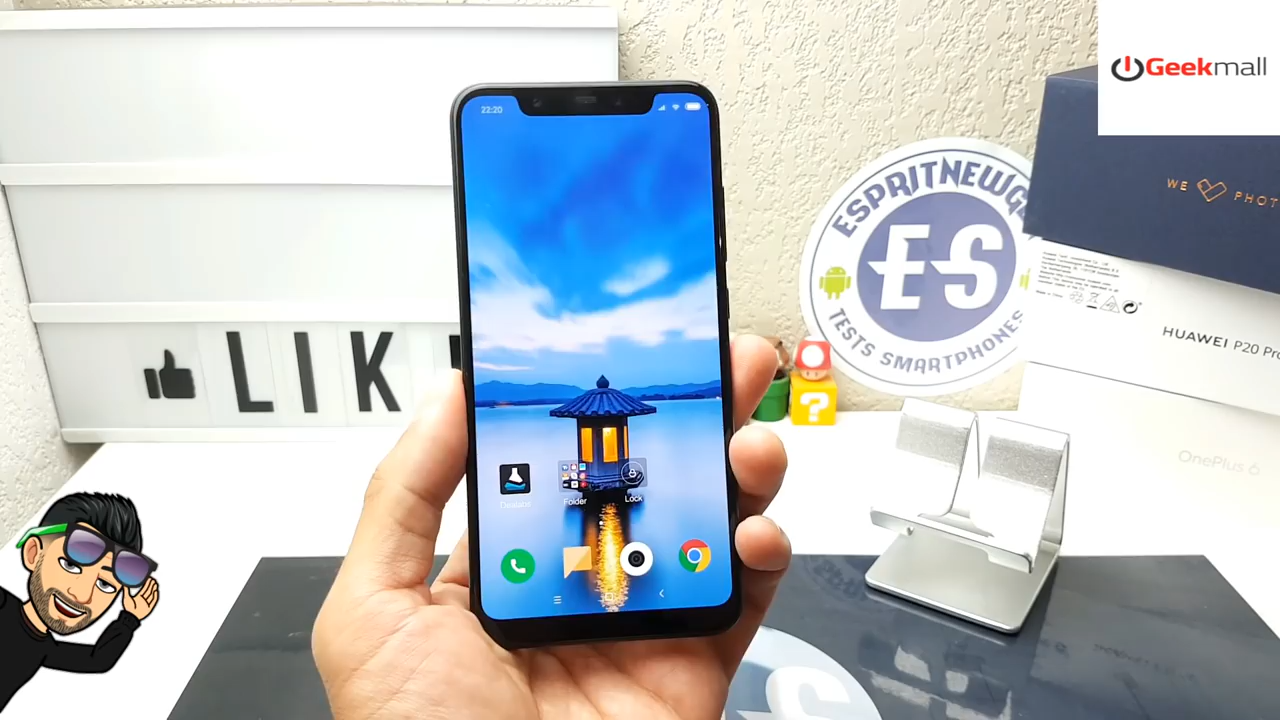 Geekmall
22:20
ESPRITNEWG
ES
TESTS SMARTPHONES
WE
PHOT
HUAWEI P20 Pro
OnePlus 6
LIK
?
Folder
Lock